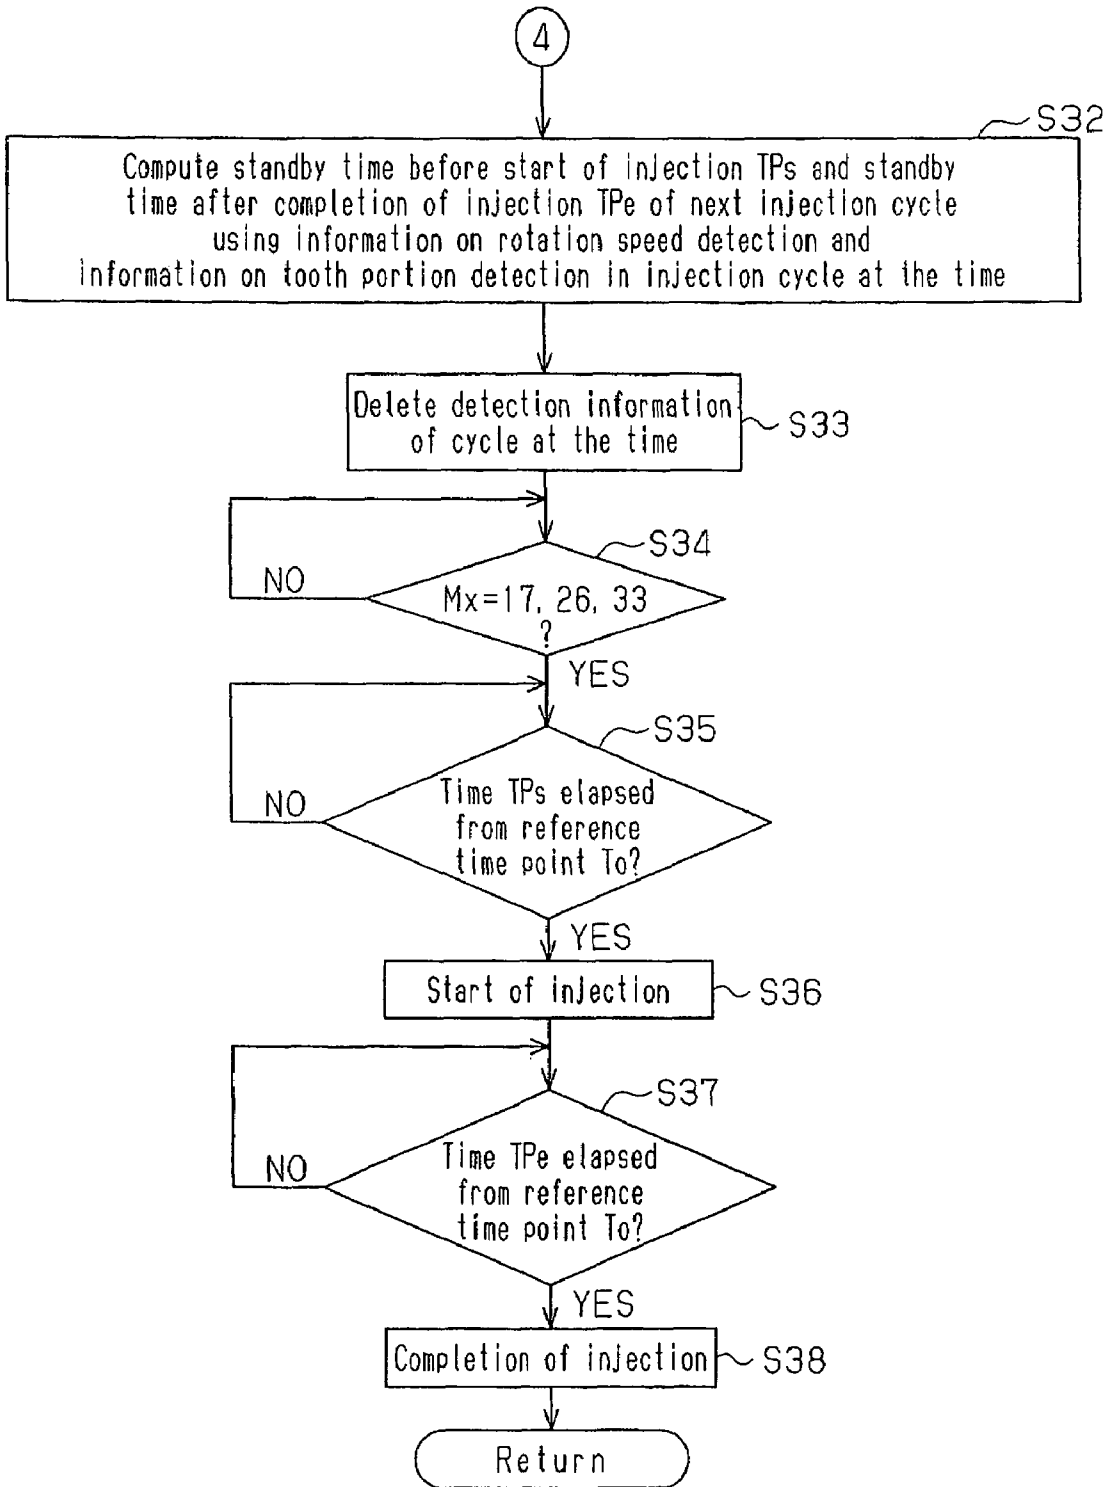 4
S32
Compute standby time before start of injection TPs and standby
time after completion of injection TPe of next injection cycle
using information on rotation speed detection and
information on tooth portion detection in injection cycle at the time
Delete detection information
of cycle at the time
S33
S34
NO
Mx=17, 26, 33
?
YES
S35
NO
Time TPs elapsed
from reference
time point To?
YES
Start of injection
S36
S37
NO
Time TPe elapsed
from reference
time point To?
YES
Completion of injection
S38
Return